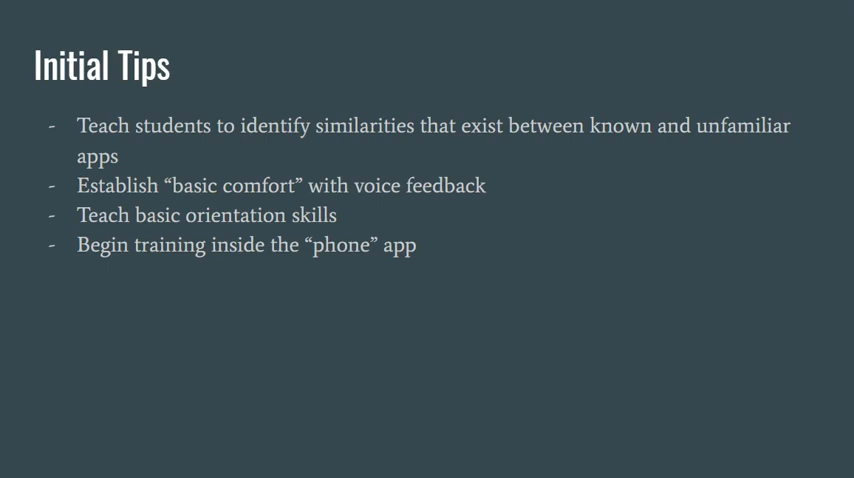 Initial Tips
- Teach students to identify similarities that exist between known and unfamiliar
apps
- Establish “basic comfort” with voice feedback
- Teach basic orientation skills
- Begin training inside the “phone” app